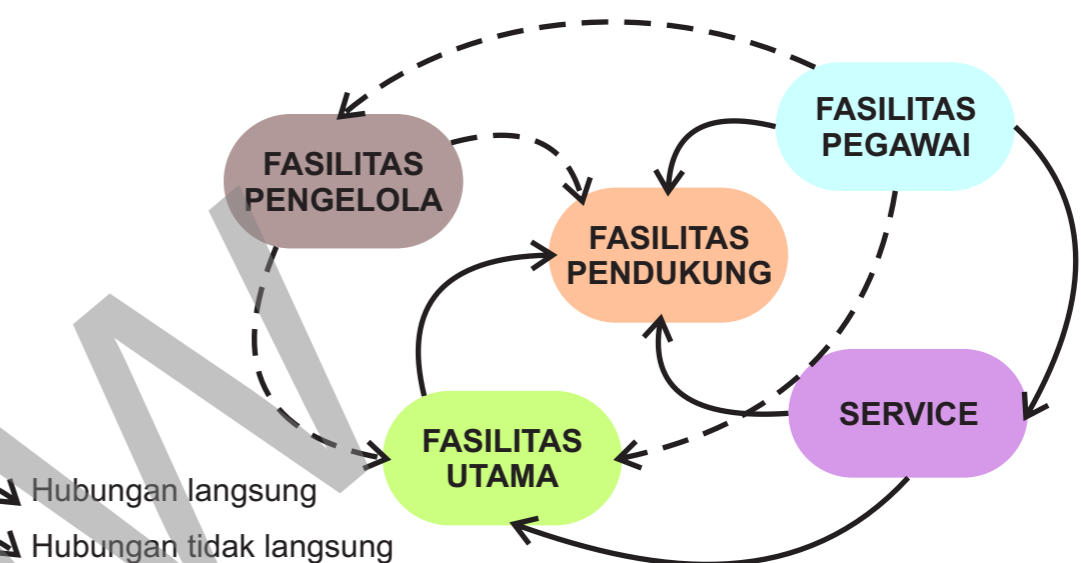 FASILITAS
PEGAWAI
FASILITAS
PENGELOLA
FASILITAS
PENDUKUNG
SERVICE
FASILITAS
UTAMA
Hubungan langsung
Hubungan tidak langsung